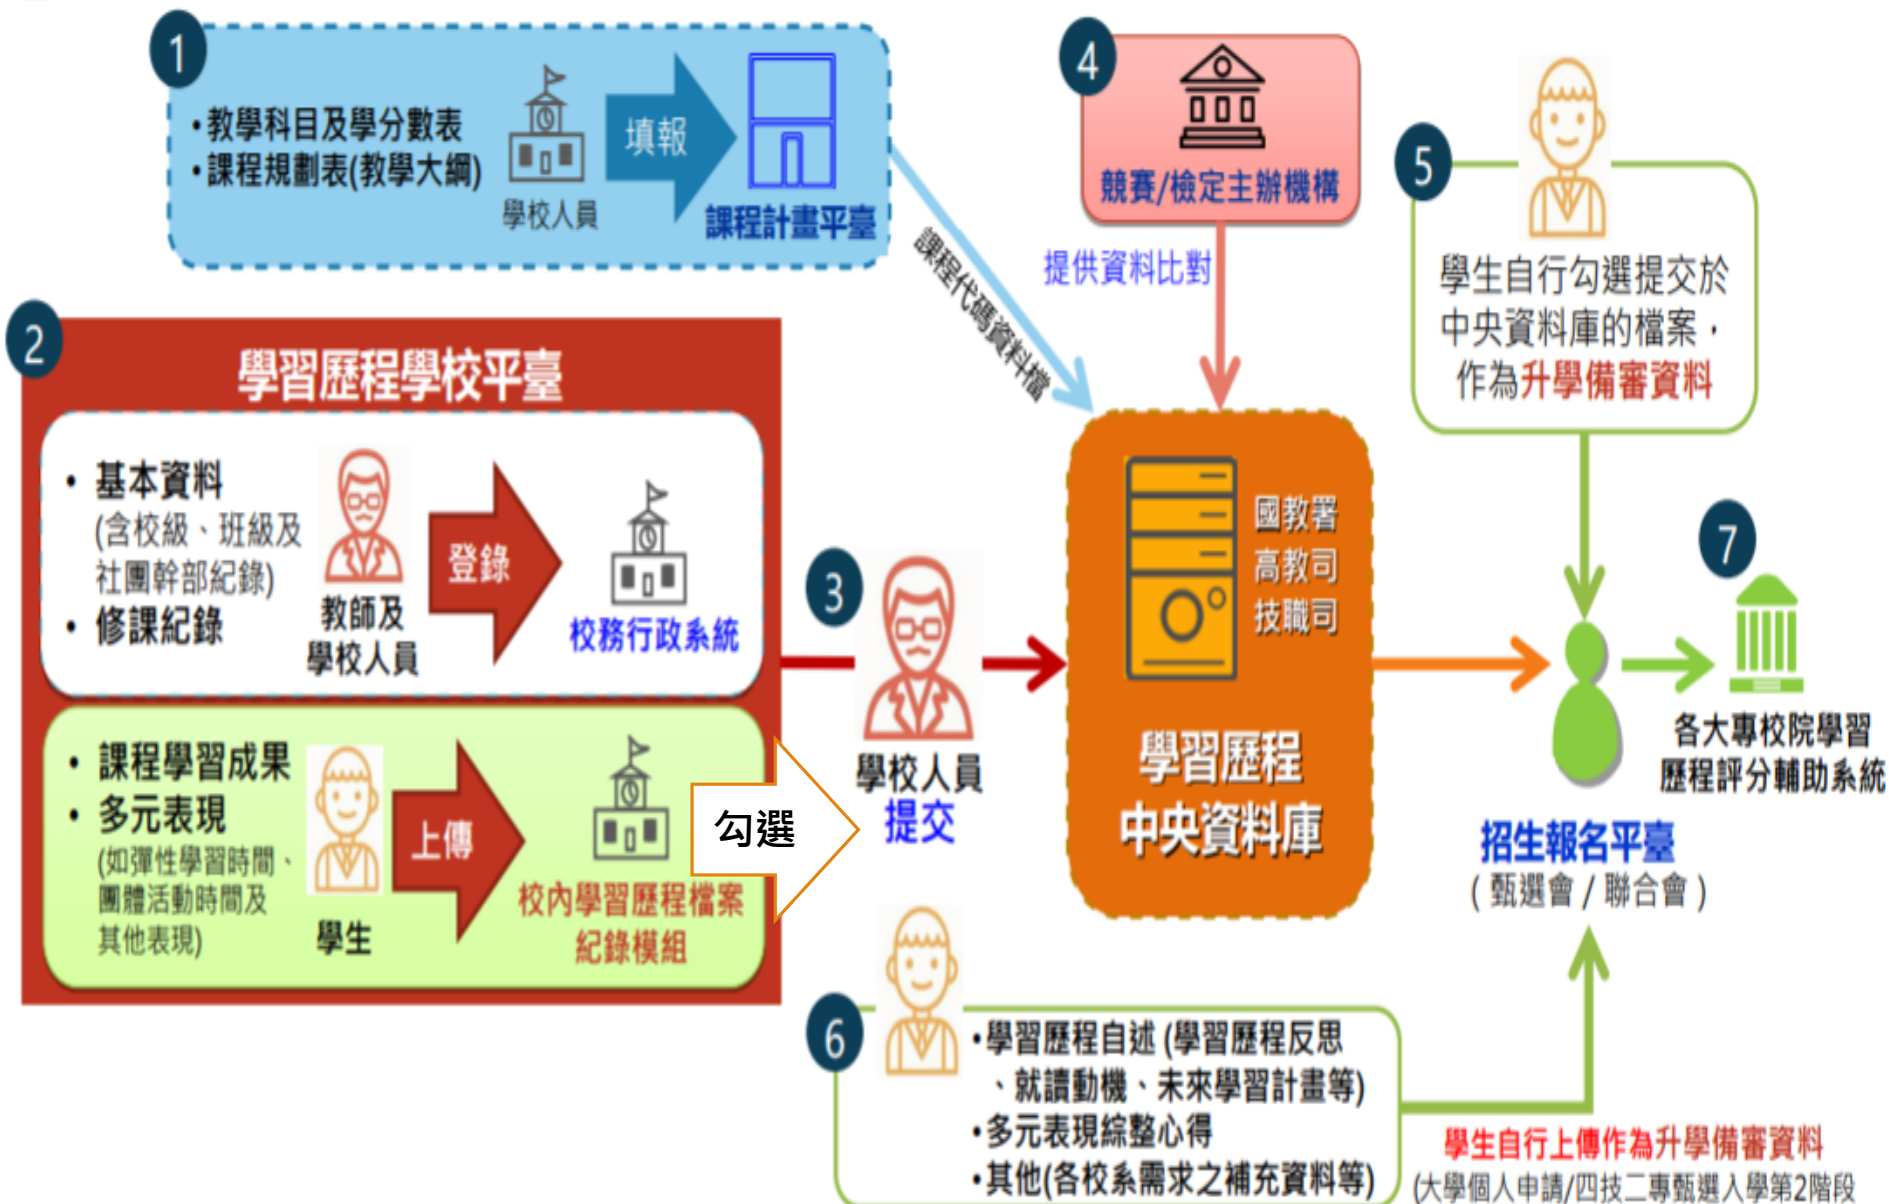 1
•教學科目及學分數表
•課程規劃表(教學大綱)
學校人員
填報
課程計畫平臺
課程代碼資料檔
2
學習歷程學校平臺
• 基本資料
(含校級、班級及
社團幹部紀錄)
• 修課紀錄
教師及
學校人員
登錄
校務行政系統
• 課程學習成果
• 多元表現
(如彈性學習時間、
團體活動時間及
其他表現)
學生
上傳
校內學習歷程檔案
紀錄模組
勾選
3
學校人員
提交
4
競賽/檢定主辦機構
提供資料比對
國教署
高教司
技職司
學習歷程
中央資料庫
5
學生自行勾選提交於
中央資料庫的檔案，
作為升學備審資料
招生報名平臺
(甄選會/聯合會)
6
•學習歷程自述 (學習歷程反思
、就讀動機、未來學習計畫等)
•多元表現綜整心得
•其他(各校系需求之補充資料等)
學生自行上傳作為升學備審資料
(大學個人申請/四技二專甄選入學第2階段
7
各大專校院學習
歷程評分輔助系統